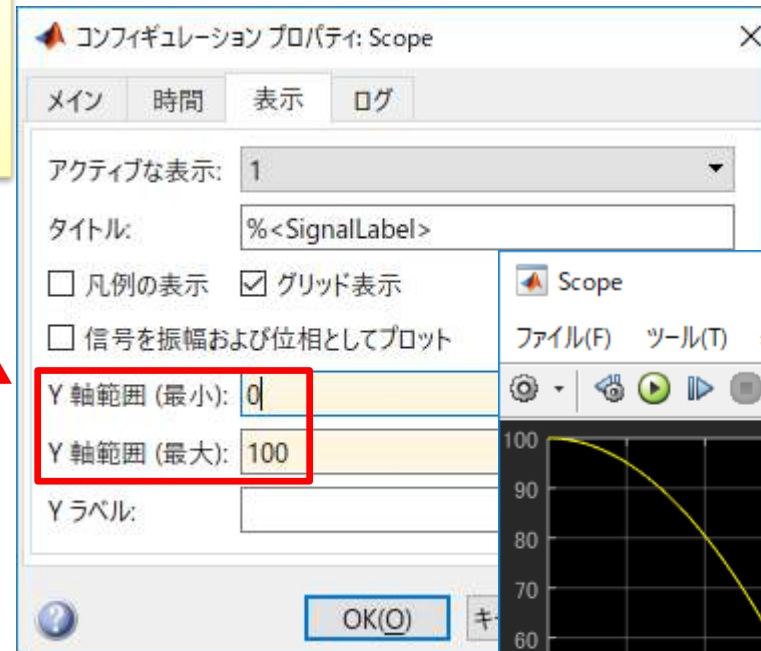 コンフィギュレーション プロパティ: Scope
メイン 時間 表示 ログ
アクティブな表示: 1
タイトル: %<SignalLabel>
凡例の表示 グリッド表示
信号を振幅および位相としてプロット
Y 軸範囲 (最小): 0
Y 軸範囲 (最大): 100
Y ラベル:
OK(O) キ
Scope
ファイル(F) ツール(T)
100
90
80
70
60